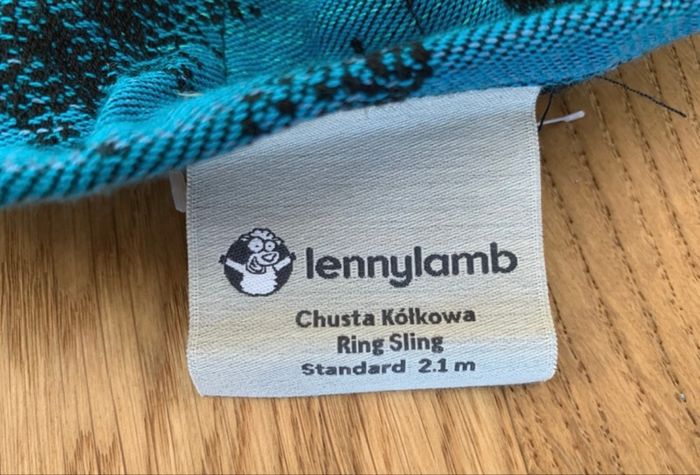 lennylamb
Chusta Kółkowa
Ring Sling
Standard 2.1 m